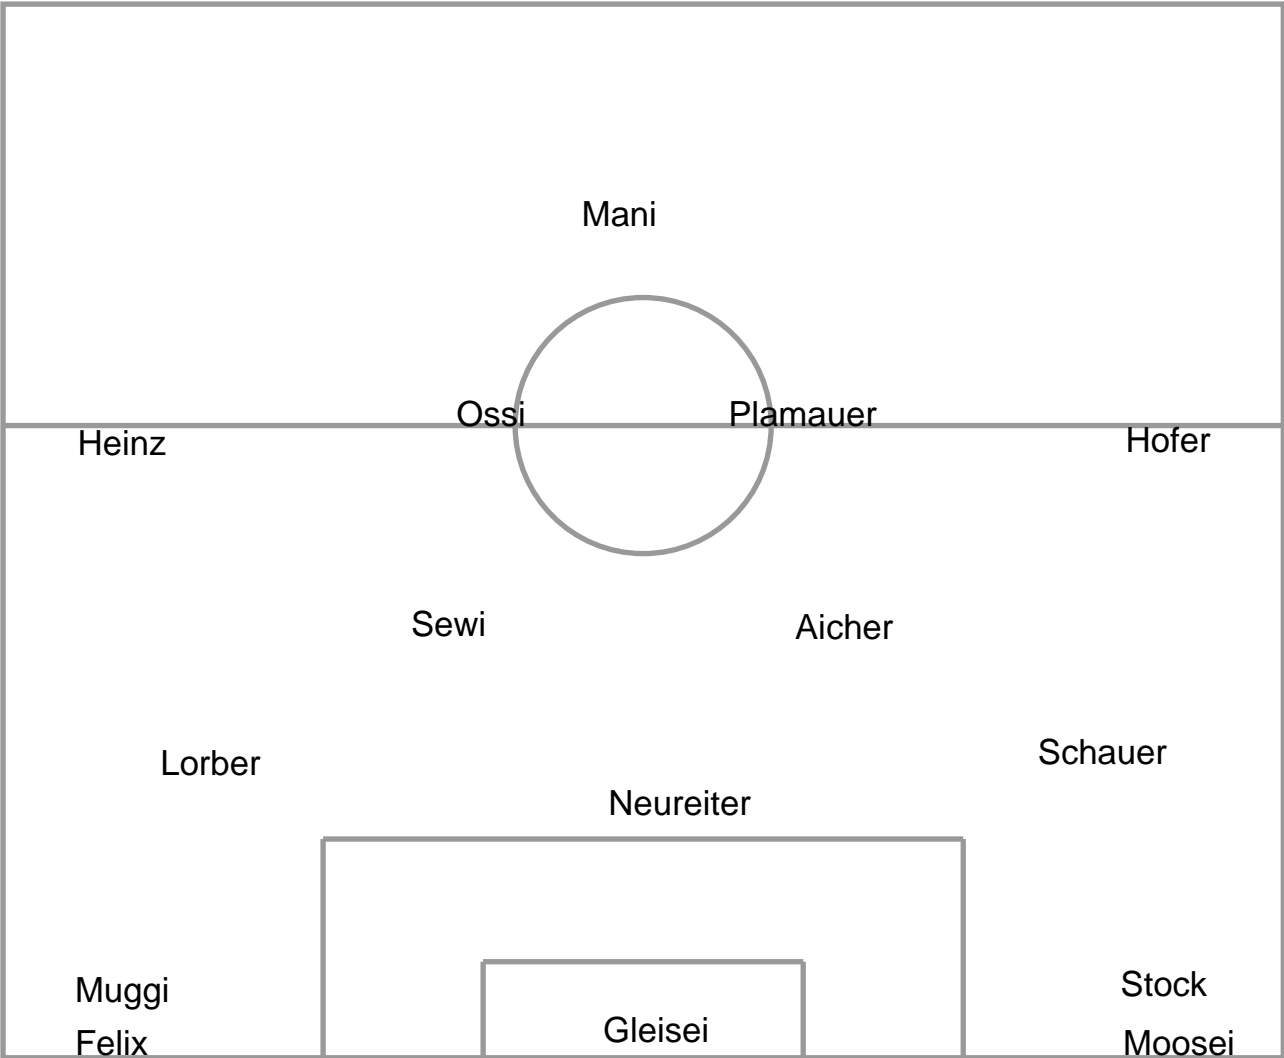 Mani
Ossi Plamauer
Heinz Hofer
Sewi Aicher
Lorber Schauer
Neureiter
Muggi Stock
Felix Gleisei Moosei